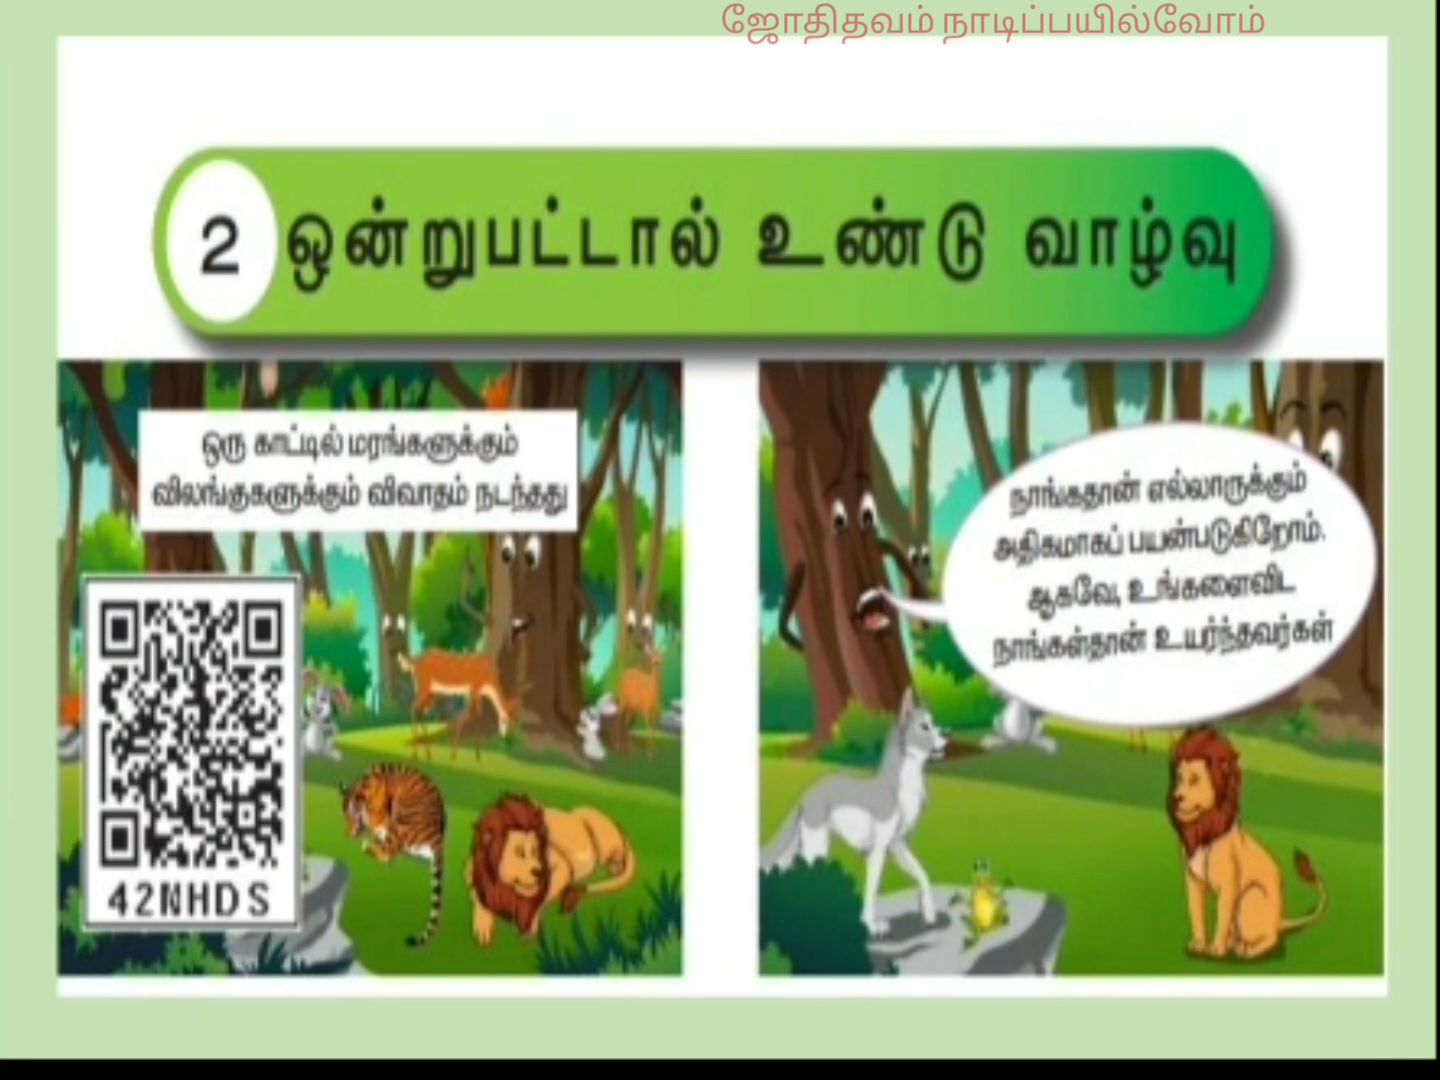 ஜோதிதவம் நாடிப்பயில்வோம்
2 ஒன்றுபட்டால் உண்டு வாழ்வு
ஒரு காட்டில் மரங்களுக்கும்
விலங்குகளுக்கும் விவாதம் நடந்தது
42NHDS
நாங்கதான் எல்லாருக்கும்
அதிகமாகப் பயன்படுகிறோம்.
ஆகவே, உங்களைவிட
நாங்கள்தான் உயர்ந்தவர்கள்